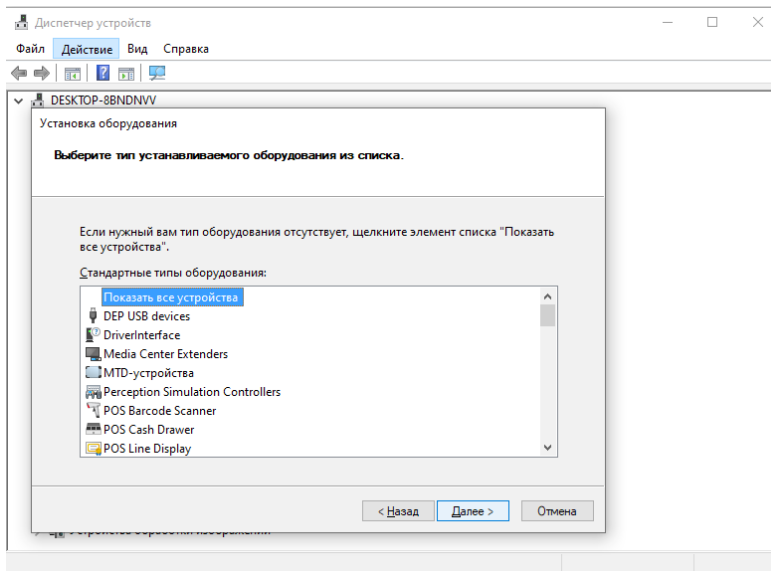 Диспетчер устройств
Файл Действие Вид Справка
DESKTOP-8BNDNVV
Установка оборудования
Выберите тип устанавливаемого оборудования из списка.
Если нужный вам тип оборудования отсутствует, щелкните элемент списка "Показать
все устройства".
Стандартные типы оборудования:
Показать все устройства
DEP USB devices
DriverInterface
Media Center Extenders
MTD-устройства
Perception Simulation Controllers
POS Barcode Scanner
POS Cash Drawer
POS Line Display
< Назад Далее > Отмена